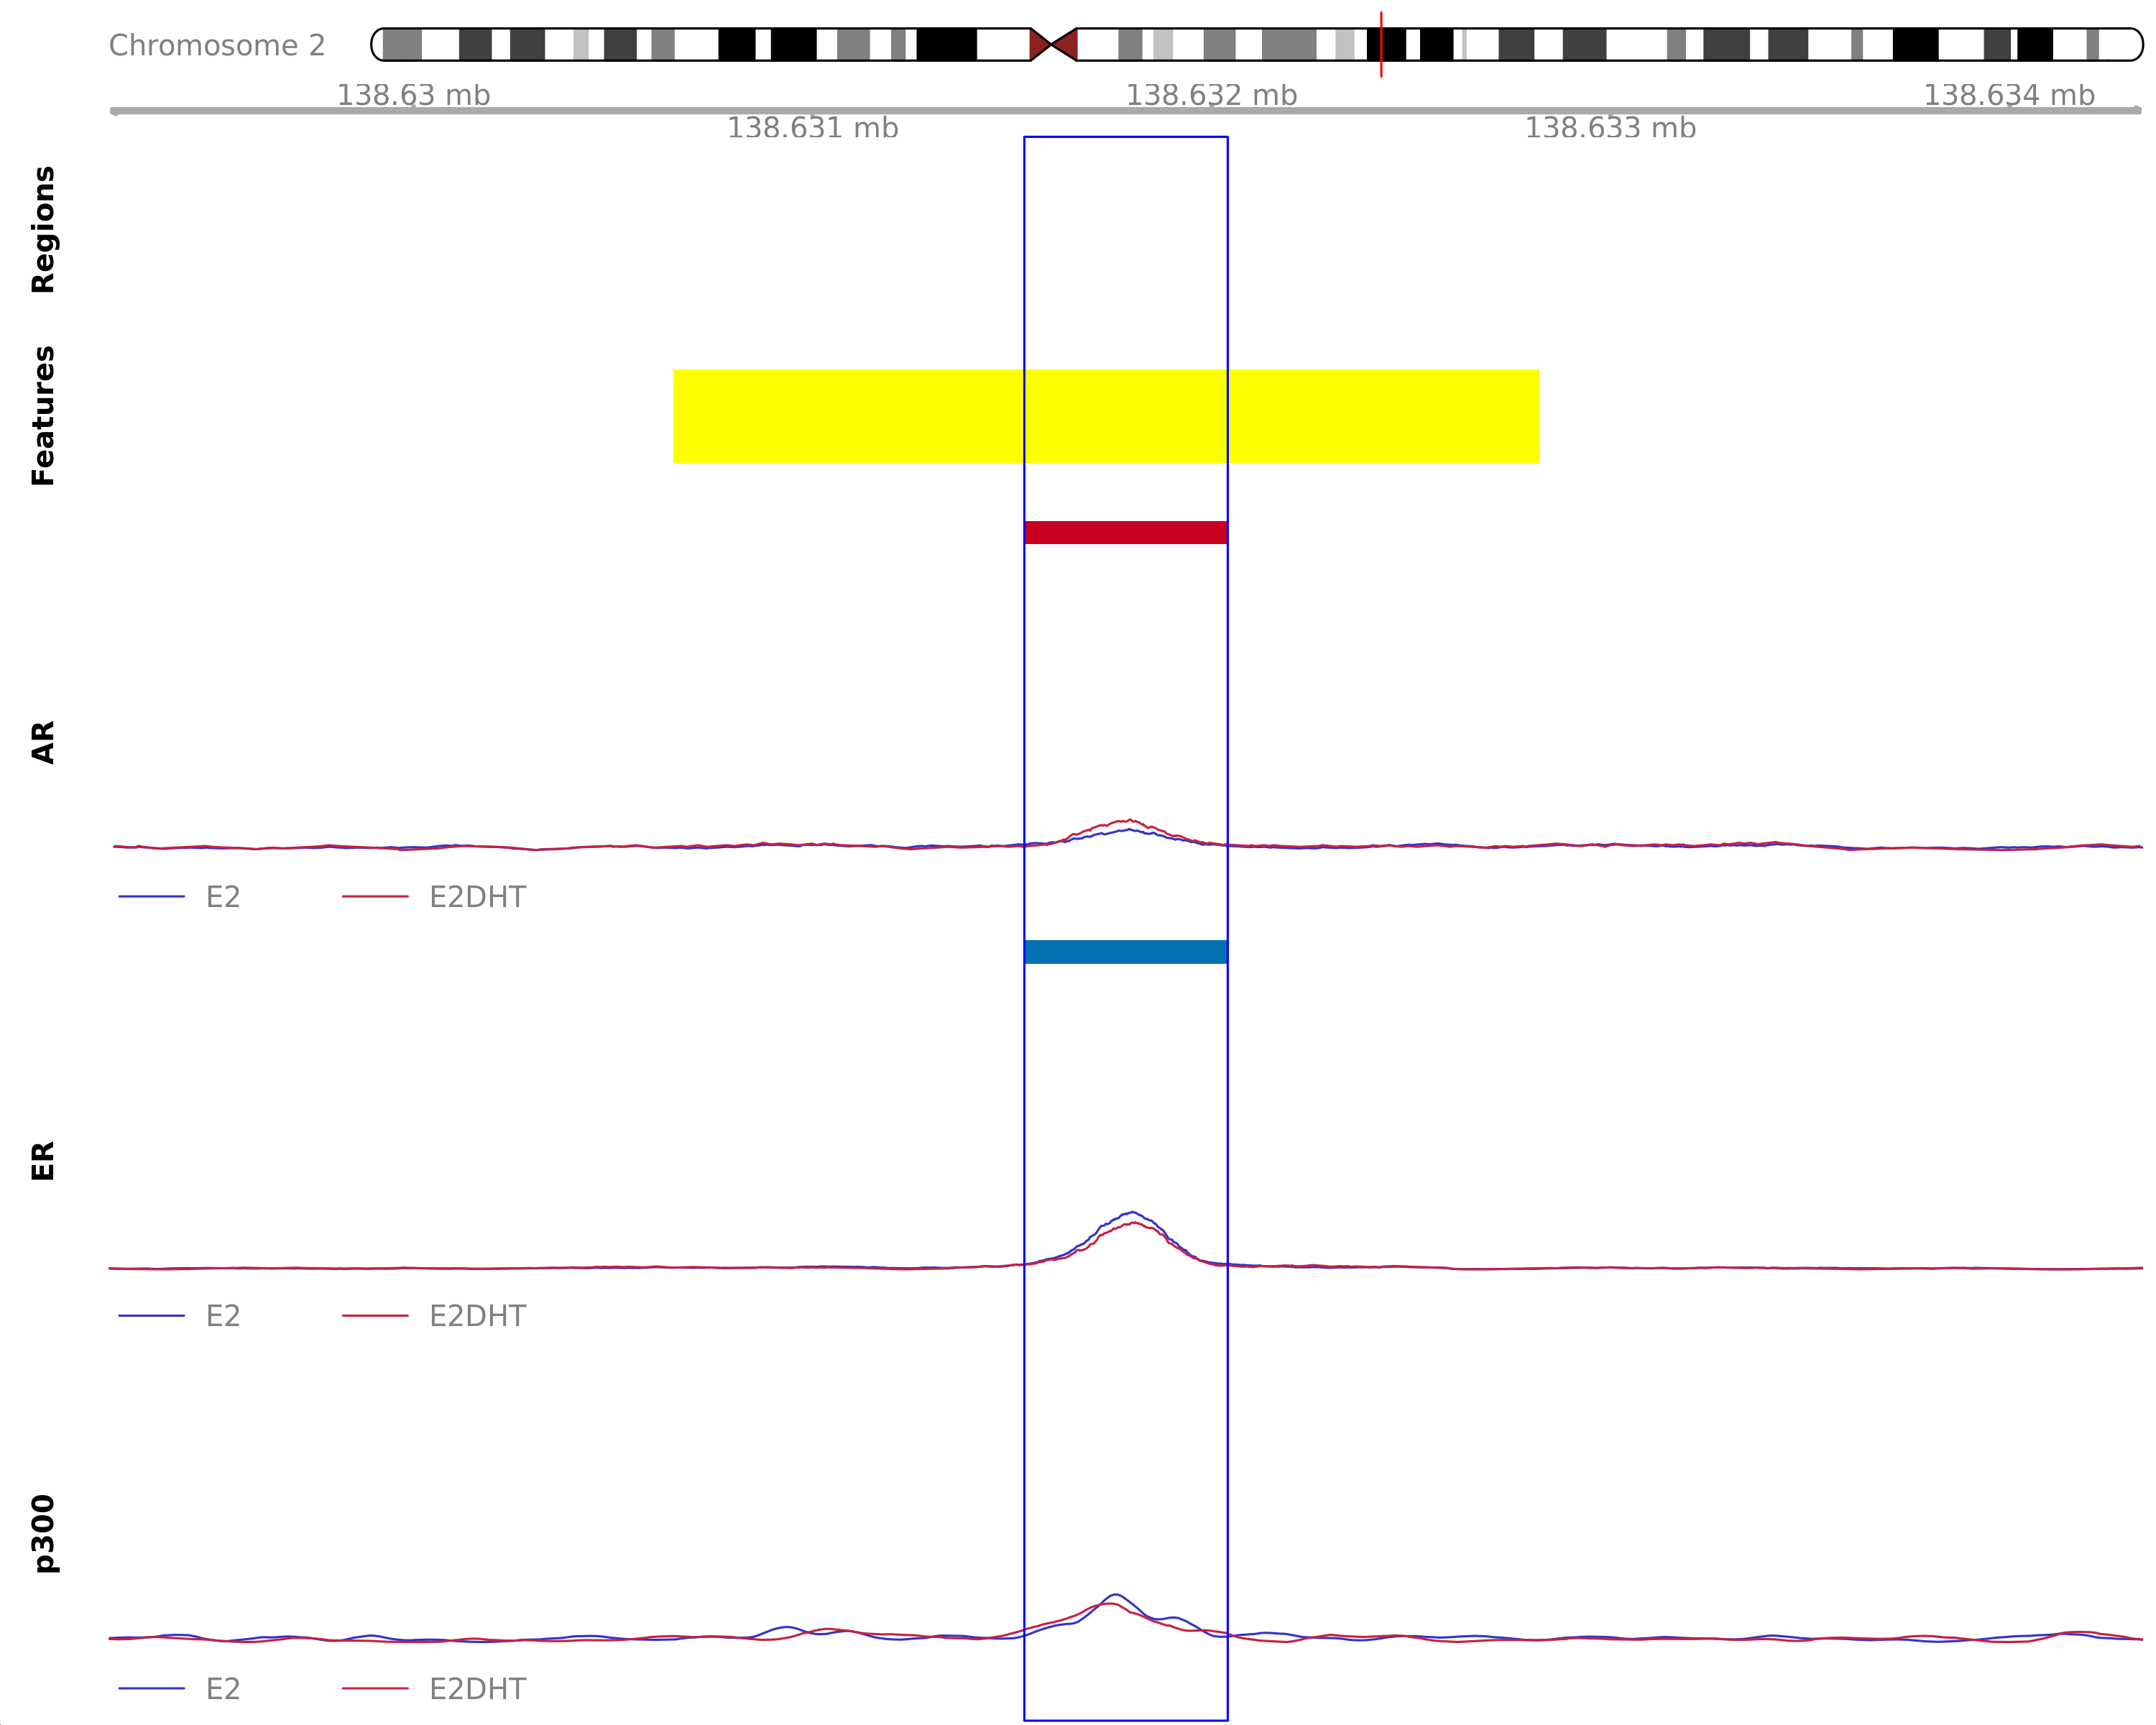 Chromosome 2
138.63 mb
138.632 mb
138.634 mb
138.631 mb
138.633 mb
Regions
Features
AR
E2
E2DHT
ER
E2
E2DHT
p300
E2
E2DHT